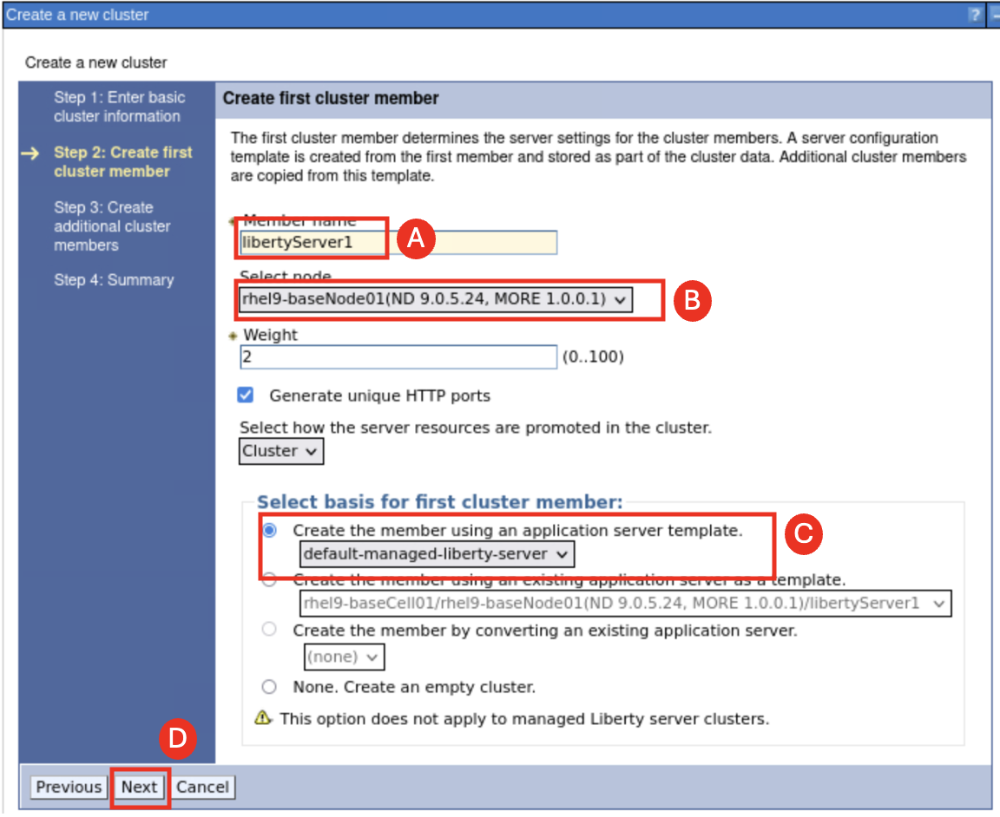 Create a new cluster
?
Create a new cluster
Step 1: Enter basic
cluster information
Step 2: Create first
cluster member
Step 3: Create
additional cluster
members
Step 4: Summary
Create first cluster member
The first cluster member determines the server settings for the cluster members. A server configuration
template is created from the first member and stored as part of the cluster data. Additional cluster members
are copied from this template.
Member name
libertyServer1
A
Select node
rhel9-baseNode01(ND 9.0.5.24, MORE 1.0.0.1)
B
Weight
2 (0..100)
Generate unique HTTP ports
Select how the server resources are promoted in the cluster.
Cluster
Select basis for first cluster member:
Create the member using an application server template.
C
default-managed-liberty-server
Create the member using an existing application server as a template.
rhel9-baseCell01/rhel9-baseNode01(ND 9.0.5.24, MORE 1.0.0.1)/libertyServer1
Create the member by converting an existing application server.
(none)
None. Create an empty cluster.
This option does not apply to managed Liberty server clusters.
D
Previous Next Cancel